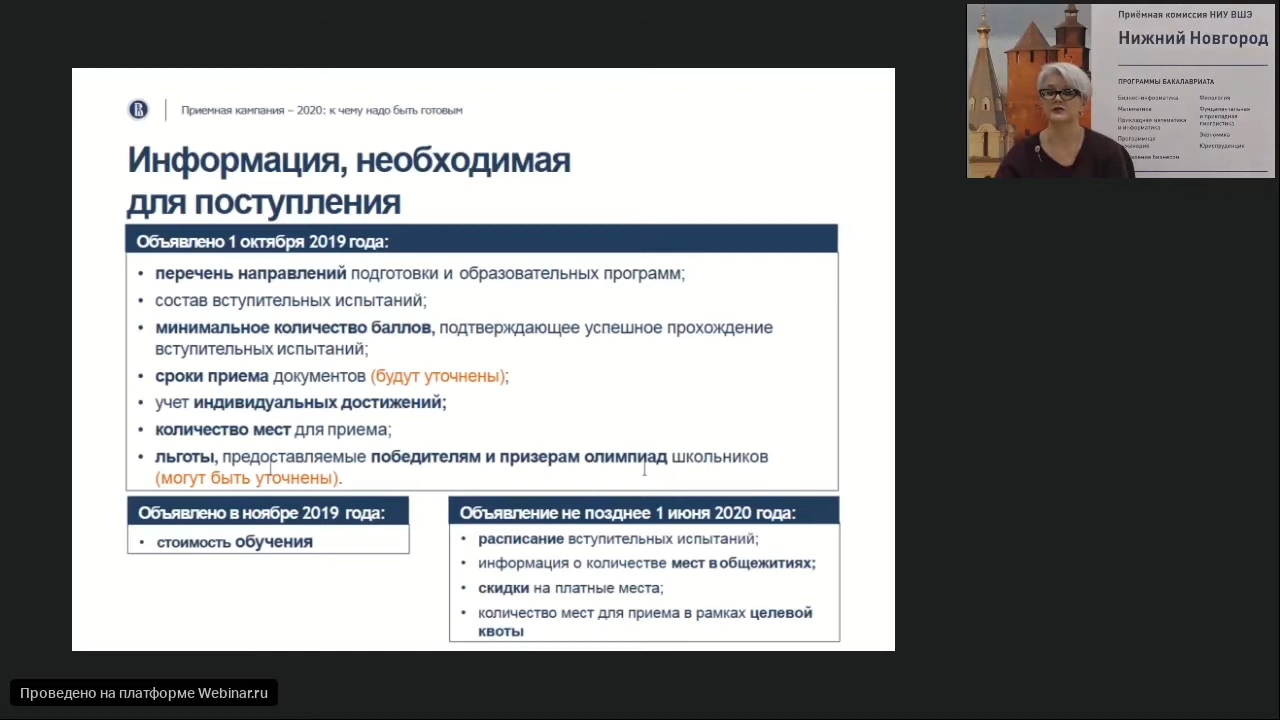 Приемная кампания – 2020: к чему надо быть готовым
Информация, необходимая
для поступления
Объявлено 1 октября 2019 года:
• перечень направлений подготовки и образовательных программ;
• состав вступительных испытаний;
• минимальное количество баллов, подтверждающее успешное прохождение
вступительных испытаний;
• сроки приема документов (будут уточнены);
• учет индивидуальных достижений;
• количество мест для приема;
• льготы, предоставляемые победителям и призерам олимпиад школьников
(могут быть уточнены).
Объявлено в ноябре 2019 года:
• стоимость обучения
Объявление не позднее 1 июня 2020 года:
• расписание вступительных испытаний;
• информация о количестве мест в общежитиях;
• скидки на платные места;
• количество мест для приема в рамках целевой
квоты
Приёмная комиссия НИУ ВШЭ
Нижний Новгород
ПРОГРАММЫ БАКАЛАВРИАТА
Бизнес-информатика
Математика
Прикладная математика
и информатика
Программная
бизнесом
Филология
Фундаментальная
и прикладная
лингвистика
Экономика
Юриспруденция
Проведено на платформе Webinar.ru